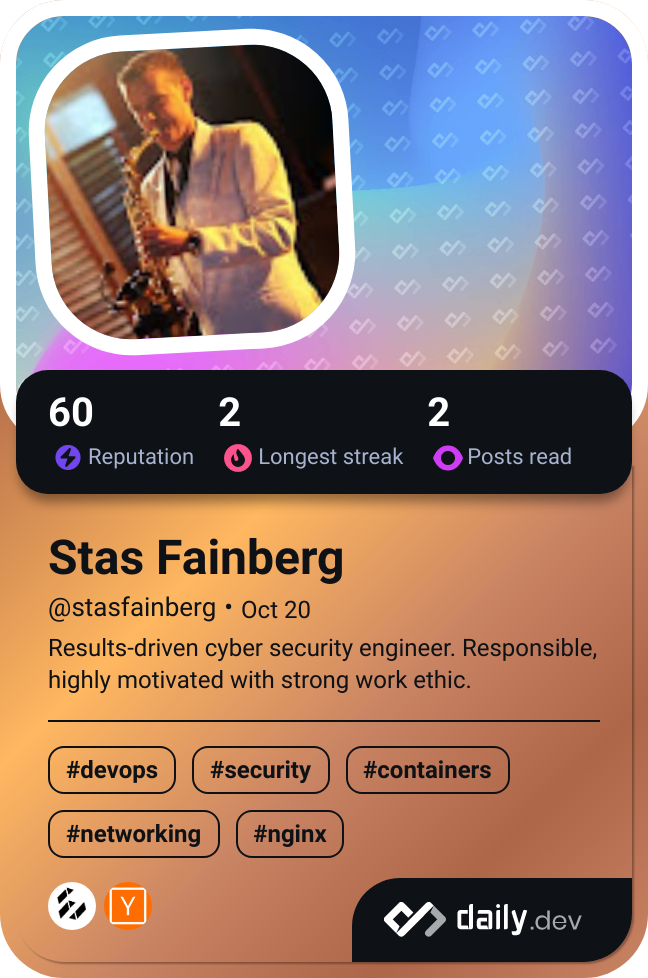 60 2 2
Reputation Longest streak Posts read
Stas Fainberg
@stasfainberg • Oct 20
Results-driven cyber security engineer. Responsible,
highly motivated with strong work ethic.
#devops #security #containers
#networking #nginx
Y
daily.dev